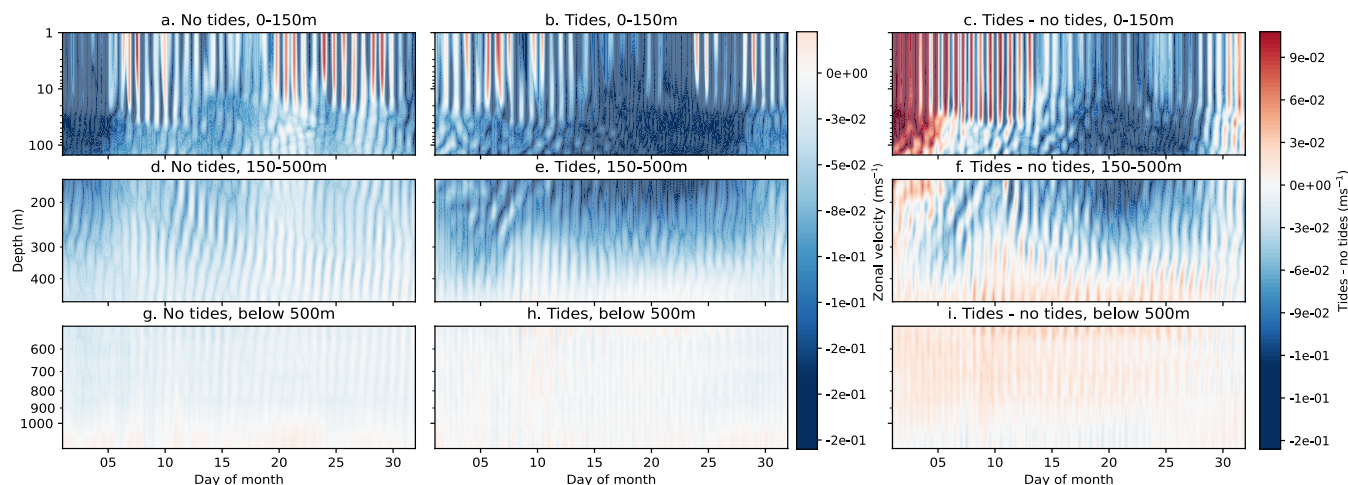 a. No tides, 0-150m
b. Tides, 0-150m
c. Tides - no tides, 0-150m
1
10
100
d. No tides, 150-500m
e. Tides, 150-500m
f. Tides - no tides, 150-500m
200
300
400
Depth (m)
g. No tides, below 500m
h. Tides, below 500m
i. Tides - no tides, below 500m
600
700
800
900
1000
05 10 15 20 25 30
05 10 15 20 25 30
05 10 15 20 25 30
Day of month
Day of month
Day of month
0e+00
-3e-02
-5e-02
-8e-02
-1e-01
-1e-01
-2e-01
-2e-01
Zonal velocity (ms⁻¹)
9e-02
6e-02
3e-02
0e+00
-3e-02
-6e-02
-9e-02
-1e-01
-1e-01
-2e-01
Tides - no tides (ms⁻¹)